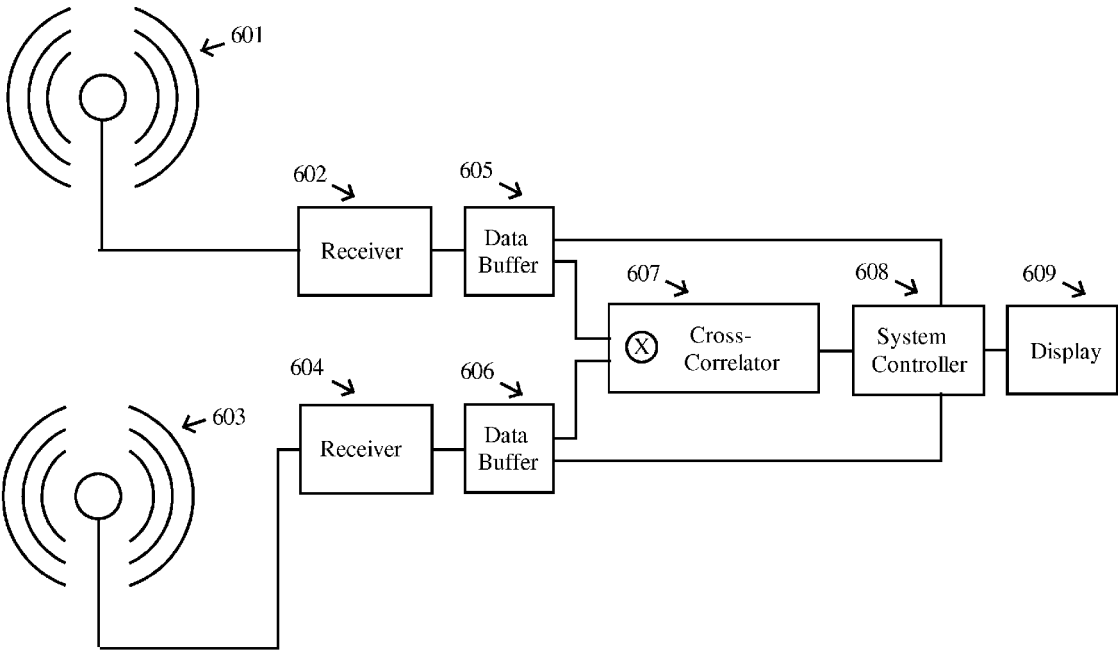 601
602
605
Receiver
Data
Buffer
607
608
609
X
Cross-
Correlator
System
Controller
Display
604
606
603
Receiver
Data
Buffer